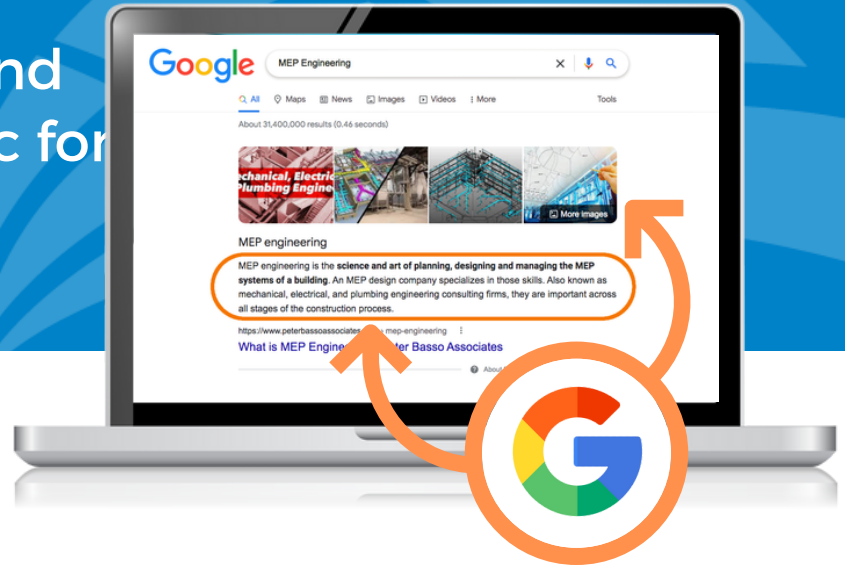 nd
c for
Google
MEP Engineering
All Maps News Images Videos More Tools
About 31,400,000 results (0.46 seconds)
echanical, Electric
Plumbing Engine
More images
MEP engineering
MEP engineering is the science and art of planning, designing and managing the MEP
systems of a building. An MEP design company specializes in those skills. Also known as
mechanical, electrical, and plumbing engineering consulting firms, they are important across
all stages of the construction process.
https://www.peterbassoassociates mep-engineering
What is MEP Engine ter Basso Associates
About
G